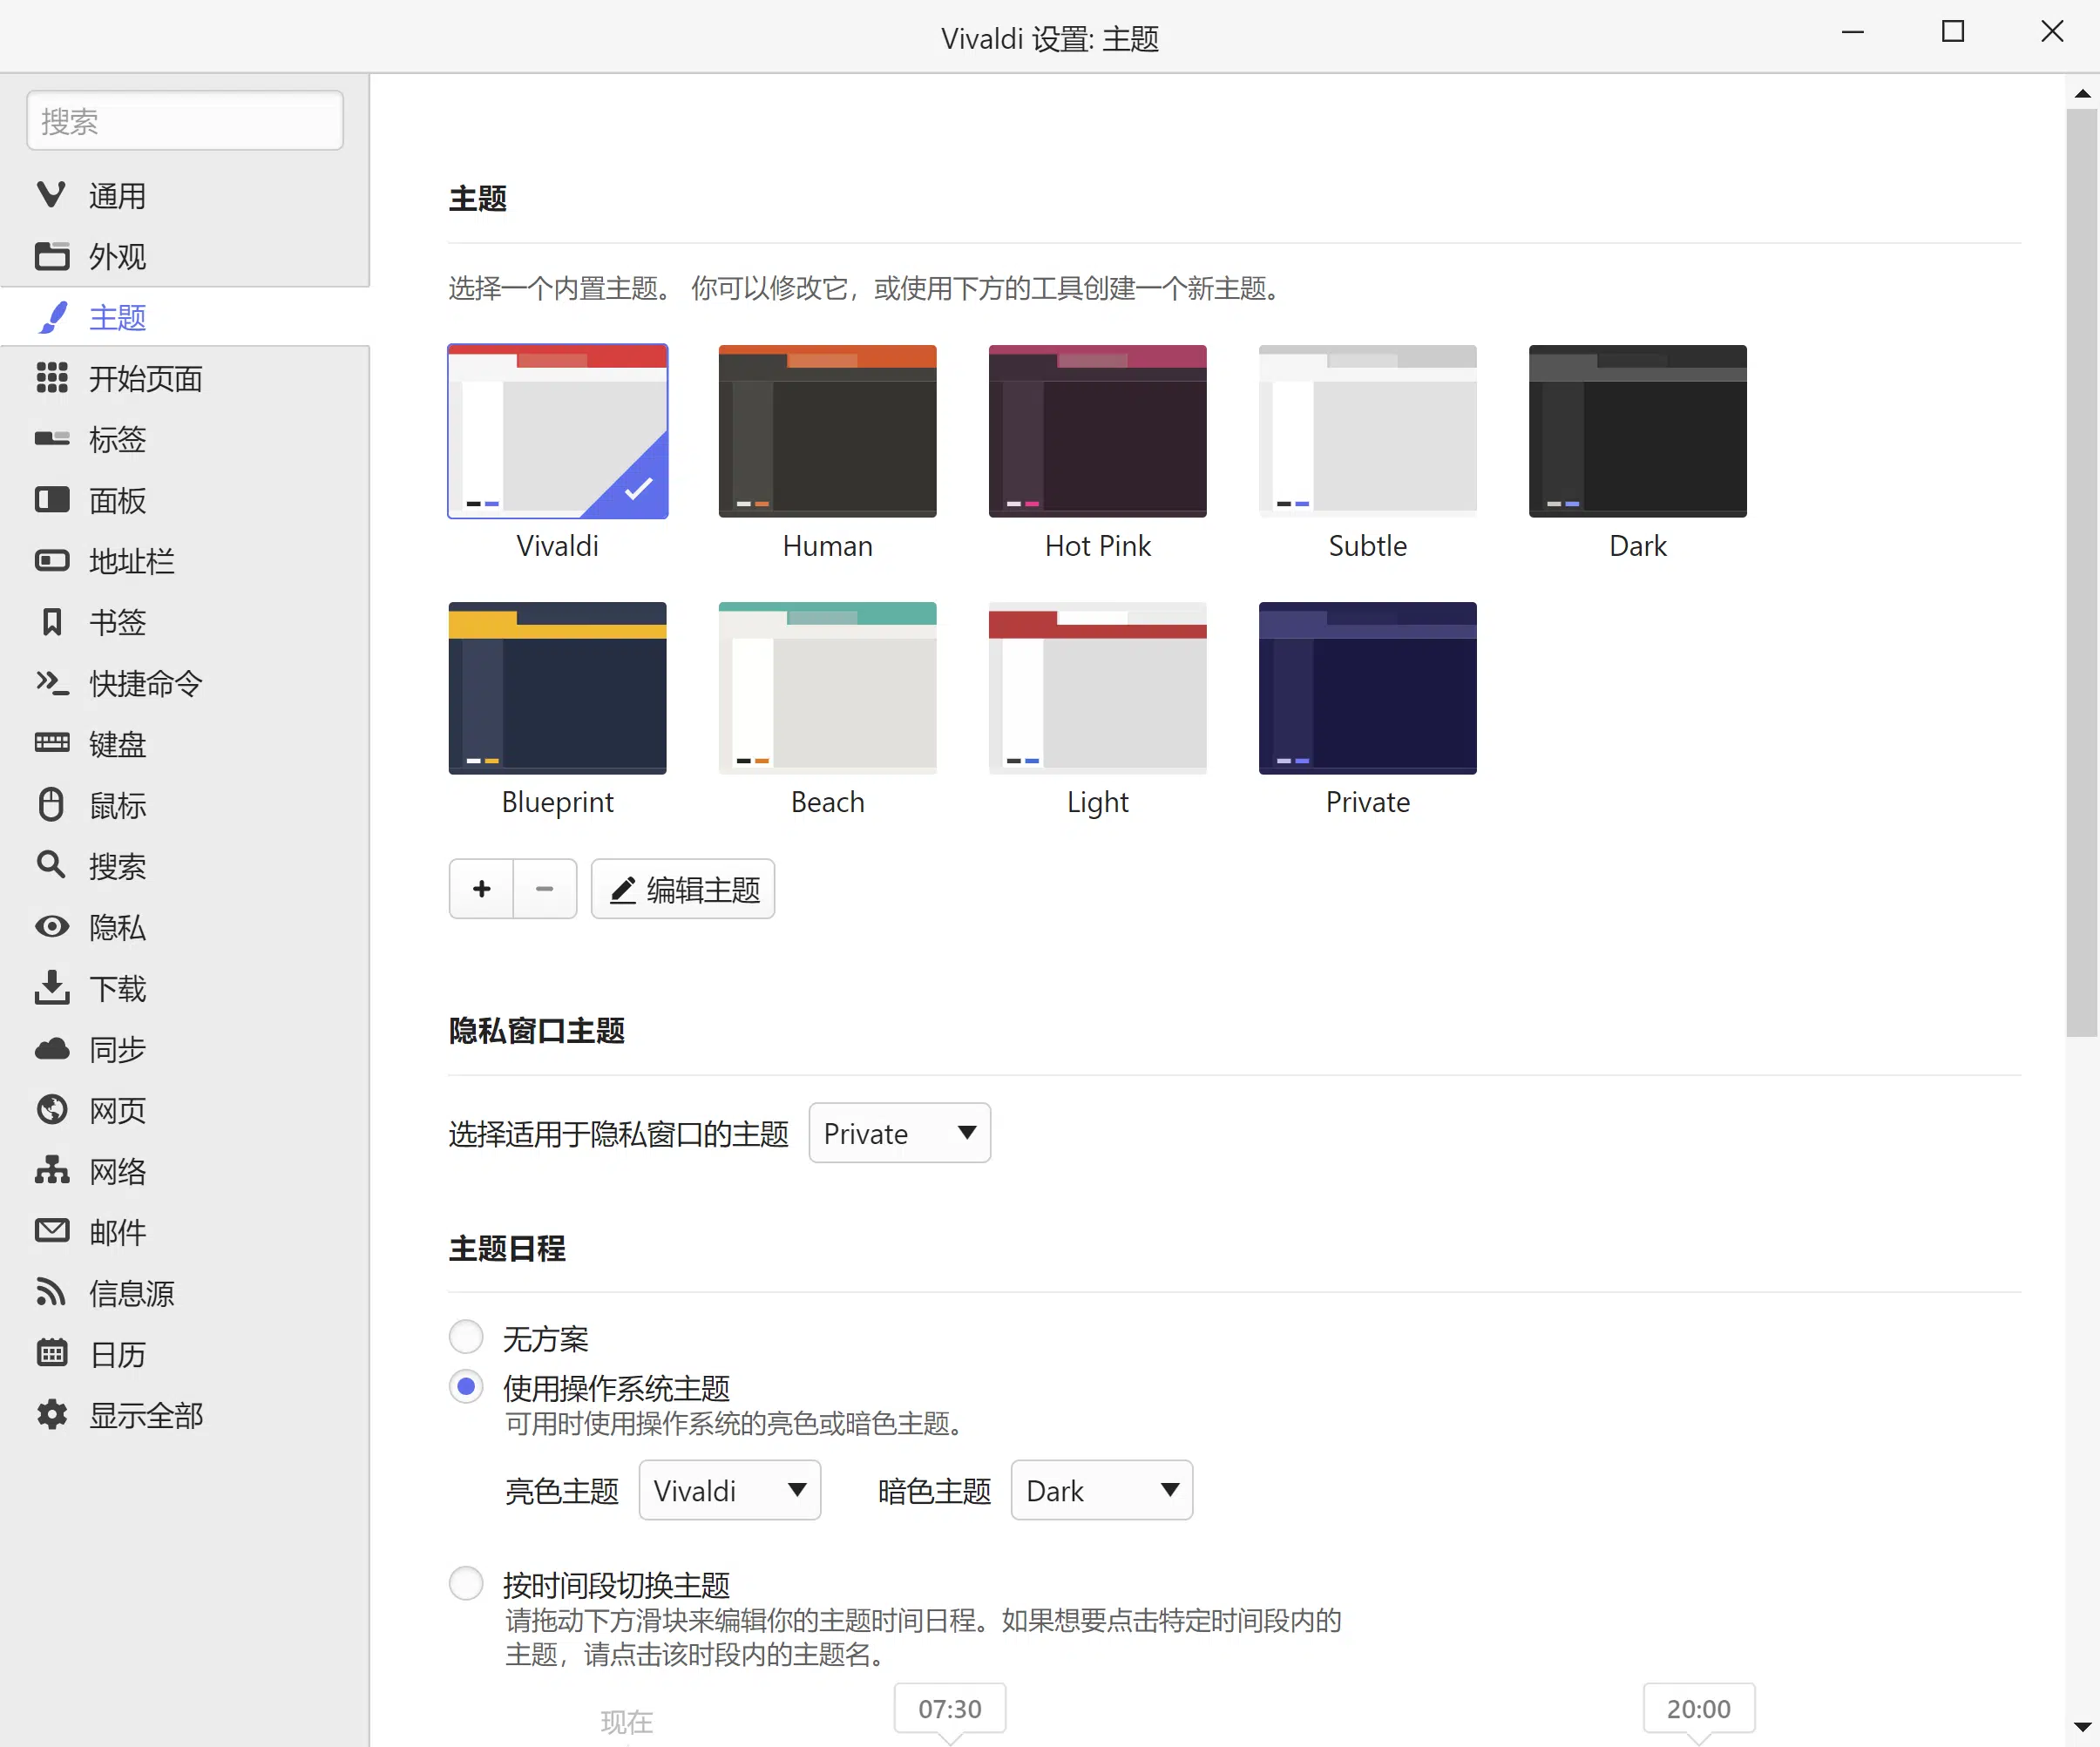 Vivaldi 设置: 主题
搜索
通用
外观
主题
开始页面
标签
面板
地址栏
书签
快捷命令
键盘
鼠标
搜索
隐私
下载
同步
网页
网络
邮件
信息源
日历
显示全部
主题
选择一个内置主题。 你可以修改它，或使用下方的工具创建一个新主题。
Vivaldi
Human
Hot Pink
Subtle
Dark
Blueprint
Beach
Light
Private
编辑主题
隐私窗口主题
选择适用于隐私窗口的主题 Private
主题日程
无方案
使用操作系统主题
可用时使用操作系统的亮色或暗色主题。
亮色主题 Vivaldi 暗色主题 Dark
按时间段切换主题
请拖动下方滑块来编辑你的主题时间日程。如果想要点击特定时间段内的
主题，请点击该时段内的主题名。
现在 07:30 20:00